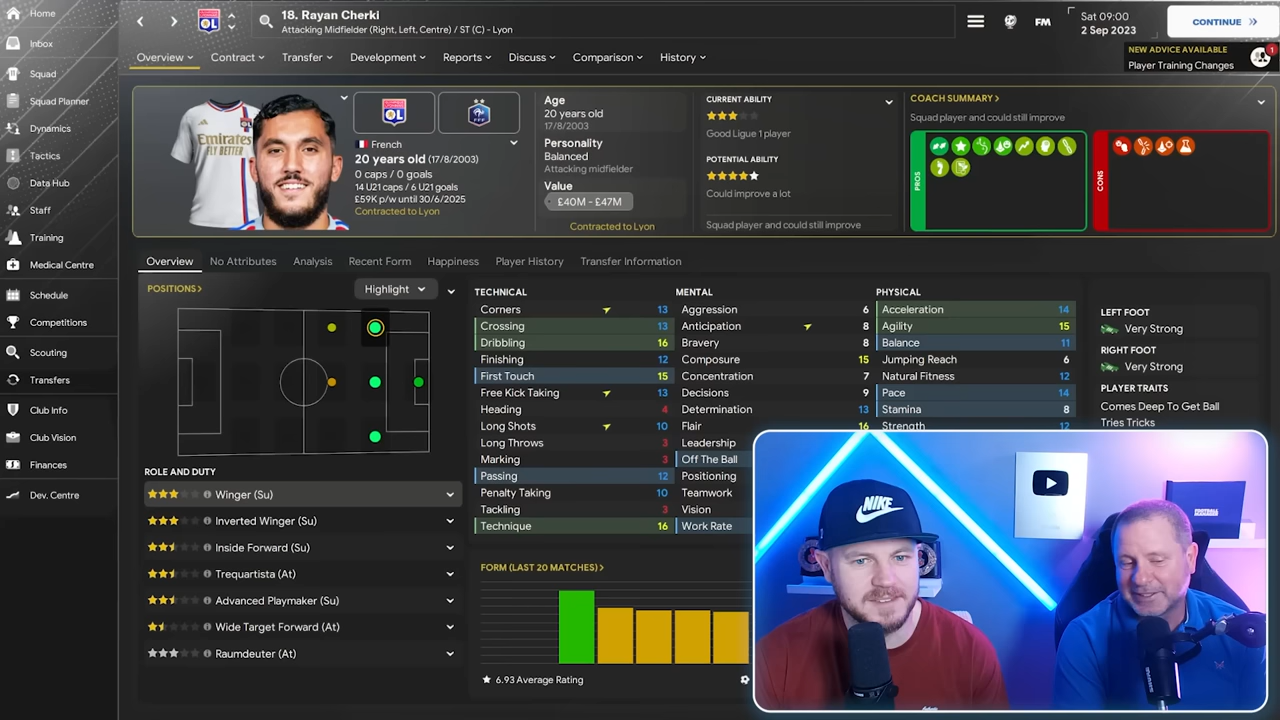 Home
Inbox
Squad
Squad Planner
Dynamics
Tactics
Data Hub
Staff
Training
Medical Centre
Schedule
Competitions
Scouting
Transfers
Club Info
Club Vision
Finances
Dev. Centre
18. Rayan Cherki
Attacking Midfielder (Right, Left, Centre) / ST (C) - Lyon
FM
Sat 09:00
2 Sep 2023
CONTINUE
Overview
Contract
Transfer
Development
Reports
Discuss
Comparison
History
NEW ADVICE AVAILABLE
Player Training Changes
1
Emirates
FLY BETTER
French
20 years old (17/8/2003)
0 caps / 0 goals
14 U21 caps / 6 U21 goals
£59K p/w until 30/6/2025
Contracted to Lyon
Age
20 years old
17/8/2003
Personality
Balanced
Attacking midfielder
Value
£40M - £47M
Contracted to Lyon
CURRENT ABILITY
Good Ligue 1 player
POTENTIAL ABILITY
Could improve a lot
Squad player and could still improve
COACH SUMMARY
Squad player and could still improve
PROS
CONS
Overview
No Attributes
Analysis
Recent Form
Happiness
Player History
Transfer Information
POSITIONS
Highlight
ROLE AND DUTY
Winger (Su)
Inverted Winger (Su)
Inside Forward (Su)
Trequartista (At)
Advanced Playmaker (Su)
Wide Target Forward (At)
Raumdeuter (At)
TECHNICAL
Corners 13
Crossing 13
Dribbling 16
Finishing 12
First Touch 15
Free Kick Taking 13
Heading 4
Long Shots 10
Long Throws 3
Marking 3
Passing 12
Penalty Taking 10
Tackling 3
Technique 16
MENTAL
Aggression 6
Anticipation 8
Bravery 8
Composure 15
Concentration 7
Decisions 9
Determination 13
Flair 16
Leadership
Off The Ball
Positioning
Teamwork
Vision
Work Rate
PHYSICAL
Acceleration 14
Agility 15
Balance 11
Jumping Reach 6
Natural Fitness 12
Pace 14
Stamina 8
Strength 12
LEFT FOOT
Very Strong
RIGHT FOOT
Very Strong
PLAYER TRAITS
Comes Deep To Get Ball
Tries Tricks
FORM (LAST 20 MATCHES)
6.93 Average Rating
NIKE